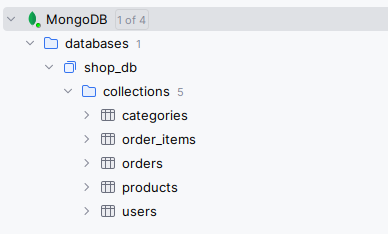 MongoDB 1 of 4
databases 1
shop_db
collections 5
categories
order_items
orders
products
users